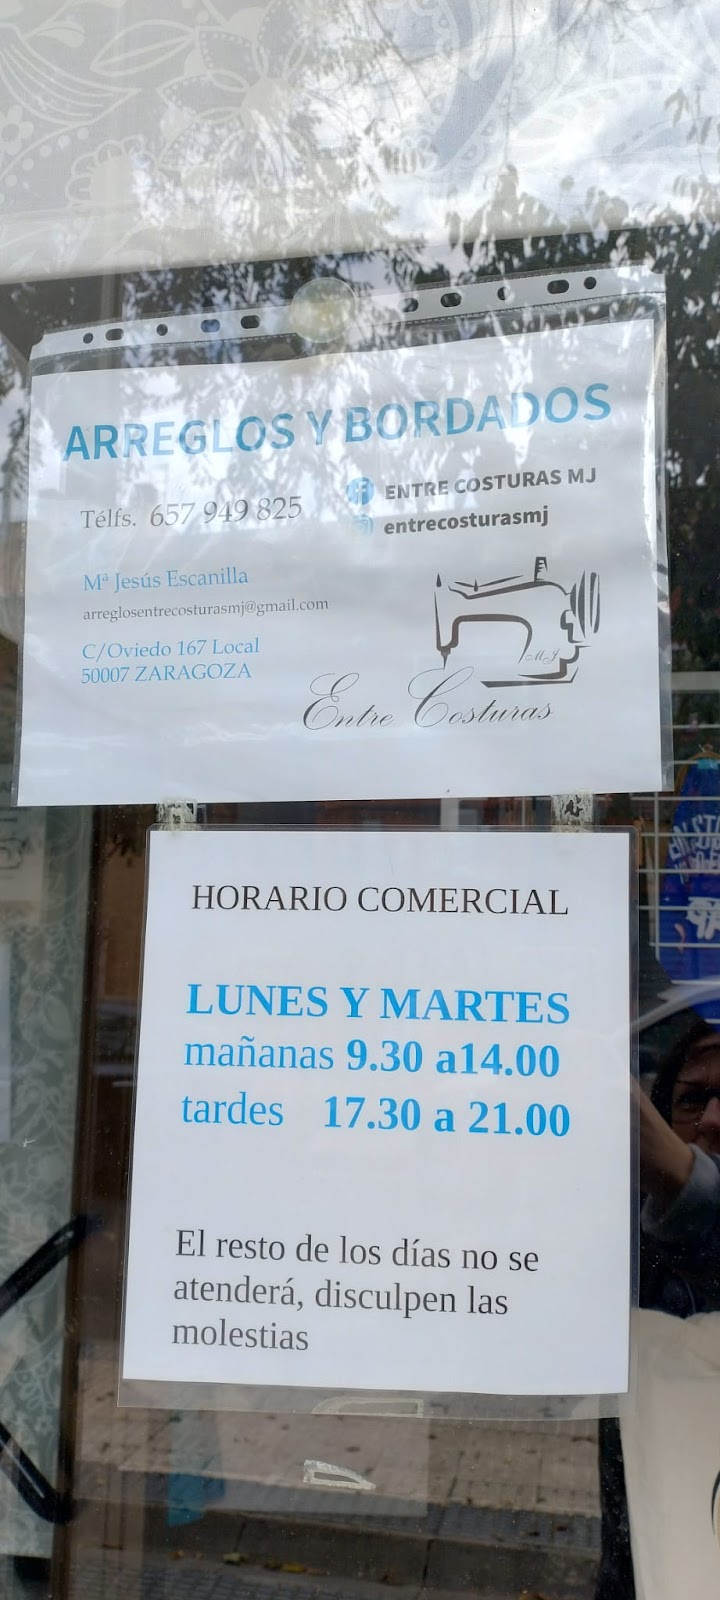 ARREGLOS Y BORDADOS
Télfs. 657 949 825
ENTRE COSTURAS MJ
entrecosturasmj
Mª Jesús Escanilla
arreglosentrecosturasmj@gmail.com
C/Oviedo 167 Local
50007 ZARAGOZA
MJ
Entre Costuras
HORARIO COMERCIAL
LUNES Y MARTES
mañanas 9.30 a14.00
tardes 17.30 a 21.00
El resto de los días no se
atenderá, disculpen las
molestias